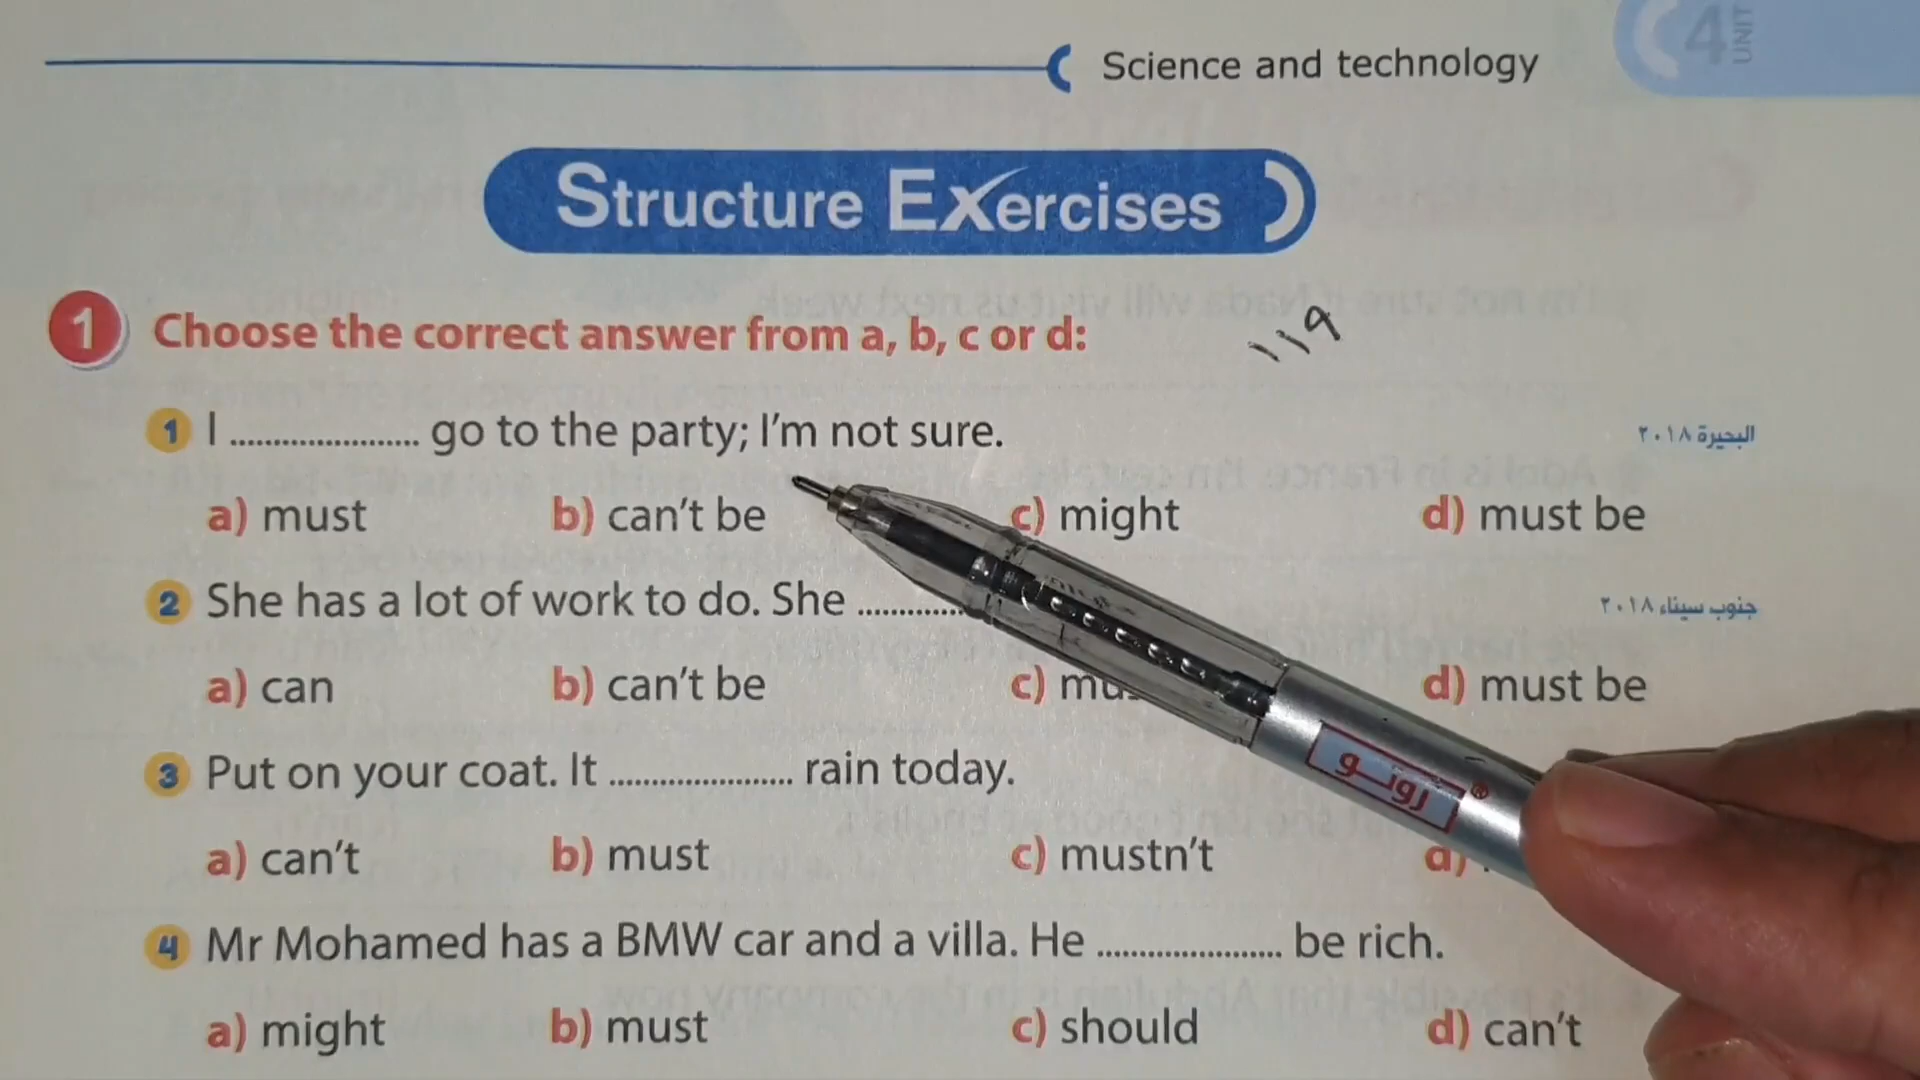 4 UNIT
Science and technology
Structure Exercises
1 Choose the correct answer from a, b, c or d:
١١٩
1 I .................... go to the party; I'm not sure. البحيرة ٢٠١٨
a) must b) can't be c) might d) must be
2 She has a lot of work to do. She ............. جنوب سيناء ٢٠١٨
a) can b) can't be c) d) must be
3 Put on your coat. It .................... rain today.
a) can't b) must c) mustn't
4 Mr Mohamed has a BMW car and a villa. He .................... be rich.
a) might b) must c) should d) can't
روتو®